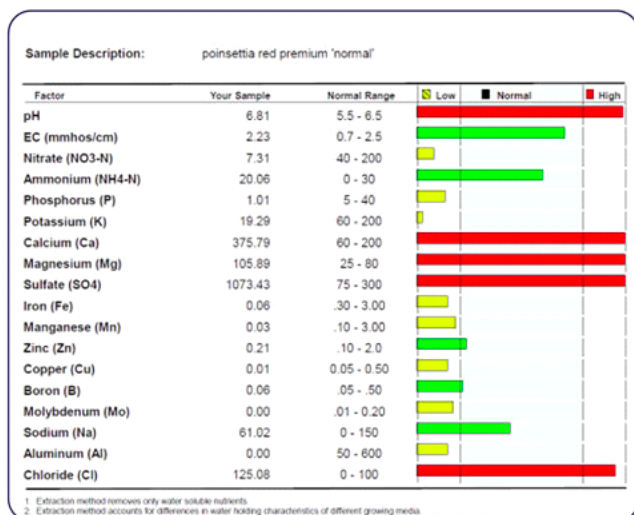 Sample Description: poinsettia red premium 'normal'
Factor Your Sample Normal Range Low Normal High
pH 6.81 5.5 - 6.5
EC (mmhos/cm) 2.23 0.7 - 2.5
Nitrate (NO3-N) 7.31 40 - 200
Ammonium (NH4-N) 20.06 0 - 30
Phosphorus (P) 1.01 5 - 40
Potassium (K) 19.29 60 - 200
Calcium (Ca) 375.79 60 - 200
Magnesium (Mg) 105.89 25 - 80
Sulfate (SO4) 1073.43 75 - 300
Iron (Fe) 0.06 .30 - 3.00
Manganese (Mn) 0.03 .10 - 3.00
Zinc (Zn) 0.21 .10 - 2.0
Copper (Cu) 0.01 0.05 - 0.50
Boron (B) 0.06 .05 - .50
Molybdenum (Mo) 0.00 .01 - 0.20
Sodium (Na) 61.02 0 - 150
Aluminum (Al) 0.00 50 - 600
Chloride (Cl) 125.08 0 - 100
1. Extraction method removes only water soluble nutrients.
2. Extraction method accounts for differences in water holding characteristics of different growing media.